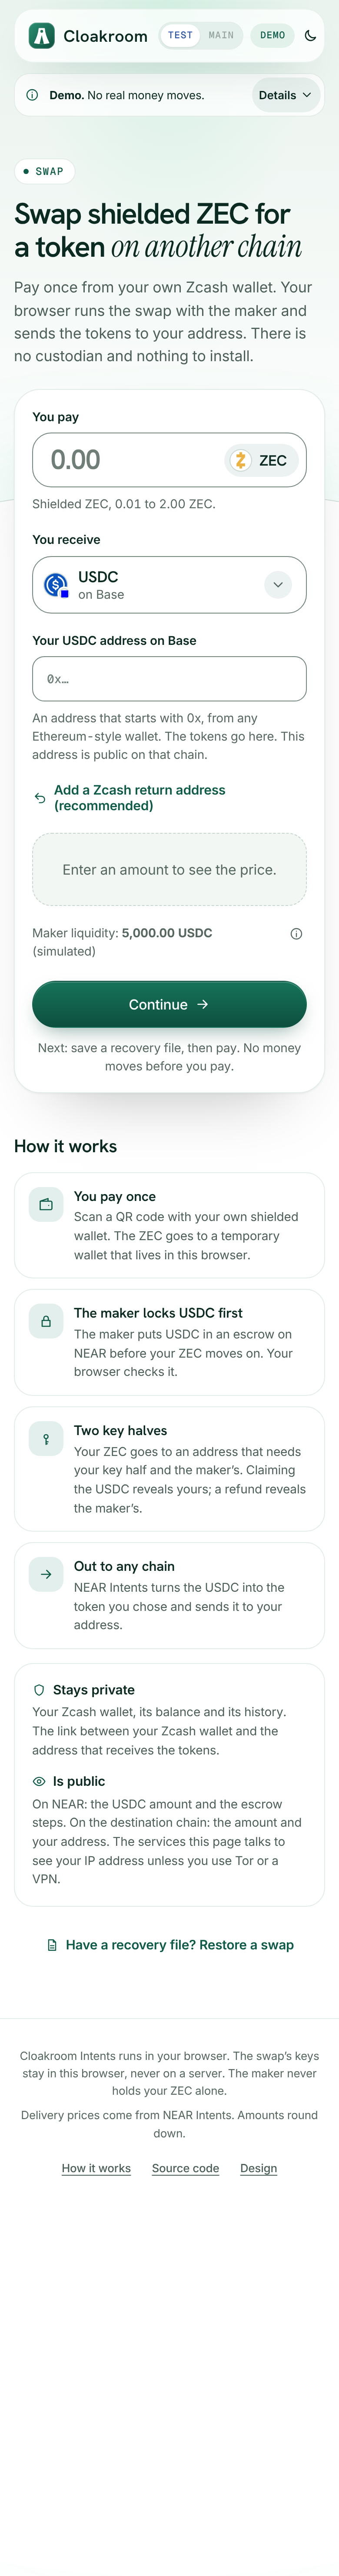 Cloakroom
TEST
MAIN
DEMO
Demo. No real money moves.
Details
SWAP
Swap shielded ZEC for
a token on another chain
Pay once from your own Zcash wallet. Your
browser runs the swap with the maker and
sends the tokens to your address. There is
no custodian and nothing to install.
You pay
0.00
ZEC
Shielded ZEC, 0.01 to 2.00 ZEC.
You receive
USDC
on Base
Your USDC address on Base
0x…
An address that starts with 0x, from any
Ethereum-style wallet. The tokens go here. This
address is public on that chain.
Add a Zcash return address
(recommended)
Enter an amount to see the price.
Maker liquidity: 5,000.00 USDC
(simulated)
Continue →
Next: save a recovery file, then pay. No money
moves before you pay.
How it works
You pay once
Scan a QR code with your own shielded
wallet. The ZEC goes to a temporary
wallet that lives in this browser.
The maker locks USDC first
The maker puts USDC in an escrow on
NEAR before your ZEC moves on. Your
browser checks it.
Two key halves
Your ZEC goes to an address that needs
your key half and the maker’s. Claiming
the USDC reveals yours; a refund reveals
the maker’s.
Out to any chain
NEAR Intents turns the USDC into the
token you chose and sends it to your
address.
Stays private
Your Zcash wallet, its balance and its history.
The link between your Zcash wallet and the
address that receives the tokens.
Is public
On NEAR: the USDC amount and the escrow
steps. On the destination chain: the amount and
your address. The services this page talks to
see your IP address unless you use Tor or a
VPN.
Have a recovery file? Restore a swap
Cloakroom Intents runs in your browser. The swap’s keys
stay in this browser, never on a server. The maker never
holds your ZEC alone.
Delivery prices come from NEAR Intents. Amounts round
down.
How it works
Source code
Design